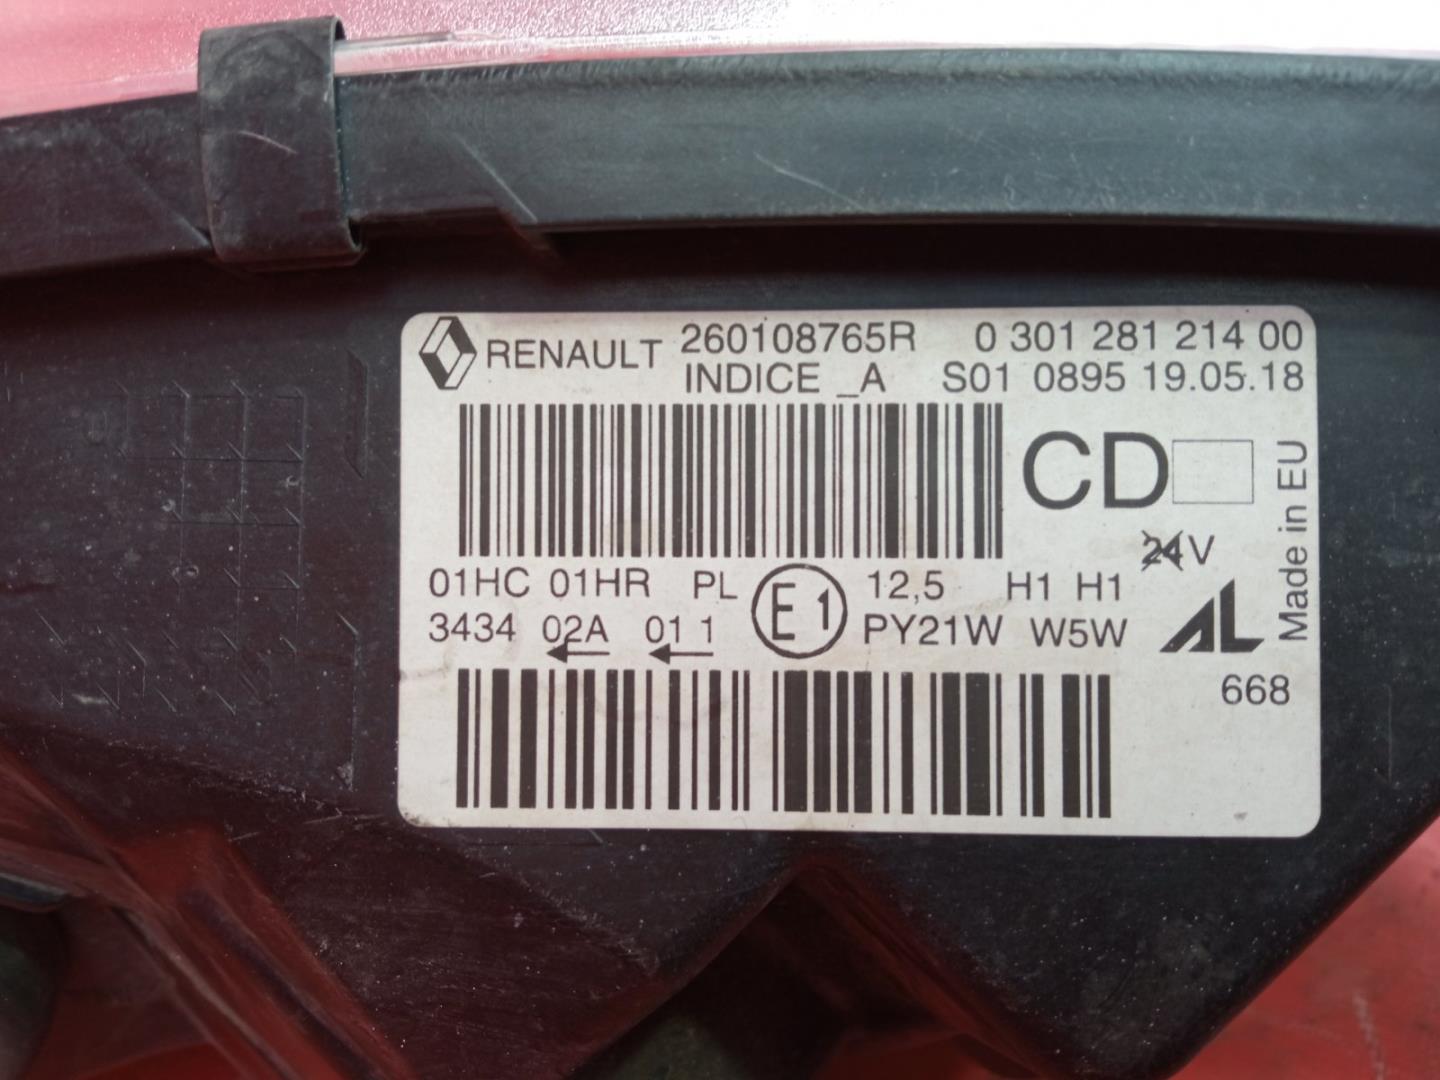 RENAULT 260108765R 0 301 281 214 00
INDICE _A S01 0895 19.05.18
CD
Made in EU
24V
01HC 01HR PL E1 12,5 H1 H1
3434 02A 01 1 PY21W W5W
AL
668